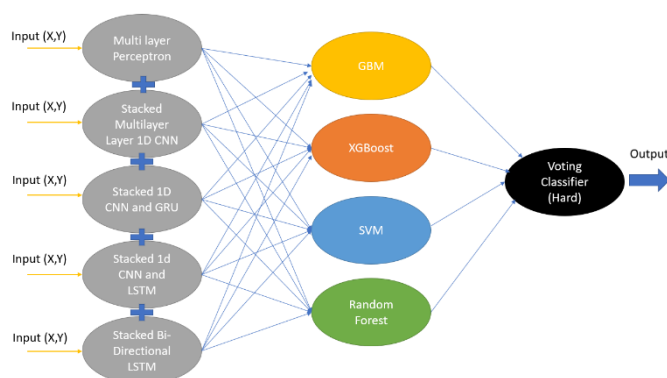 Input (X,Y)
Multi layer
Perceptron
Input (X,Y)
Stacked
Multilayer
Layer 1D CNN
Input (X,Y)
Stacked 1D
CNN and GRU
Input (X,Y)
Stacked 1d
CNN and
LSTM
Input (X,Y)
Stacked Bi-
Directional
LSTM
GBM
XGBoost
SVM
Random
Forest
Voting
Classifier
(Hard)
Output